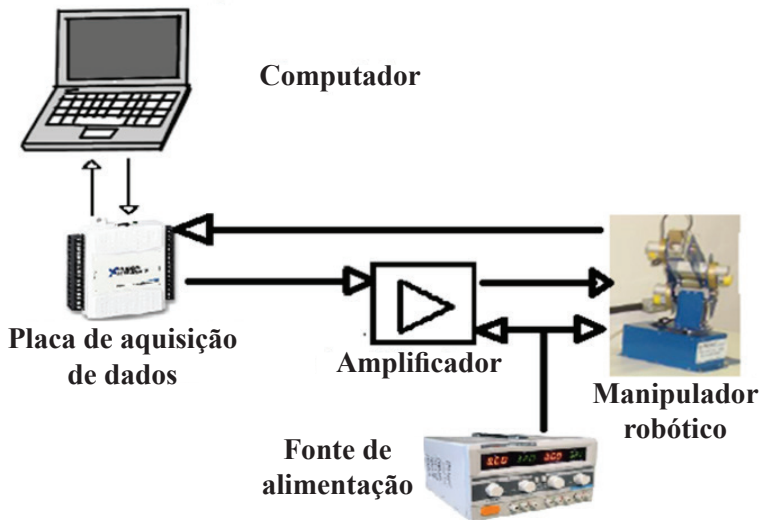 Computador
Placa de aquisição
de dados
Amplificador
Manipulador
robótico
Fonte de
alimentação